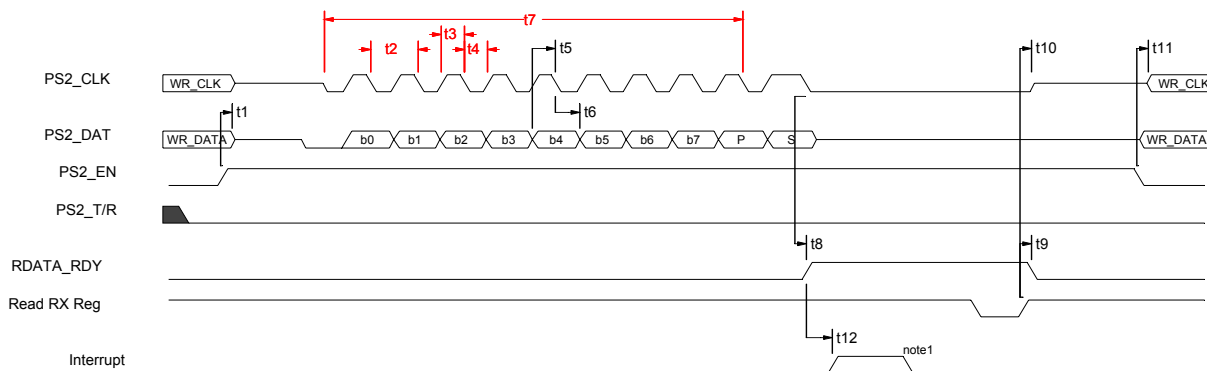 t7
t3
t2
t4
t5
t10
t11
PS2_CLK
WR_CLK
WR_CLK
t1
t6
PS2_DAT
WR_DATA
b0
b1
b2
b3
b4
b5
b6
b7
P
S
WR_DATA
PS2_EN
PS2_T/R
t8
t9
RDATA_RDY
Read RX Reg
t12
Interrupt
note1